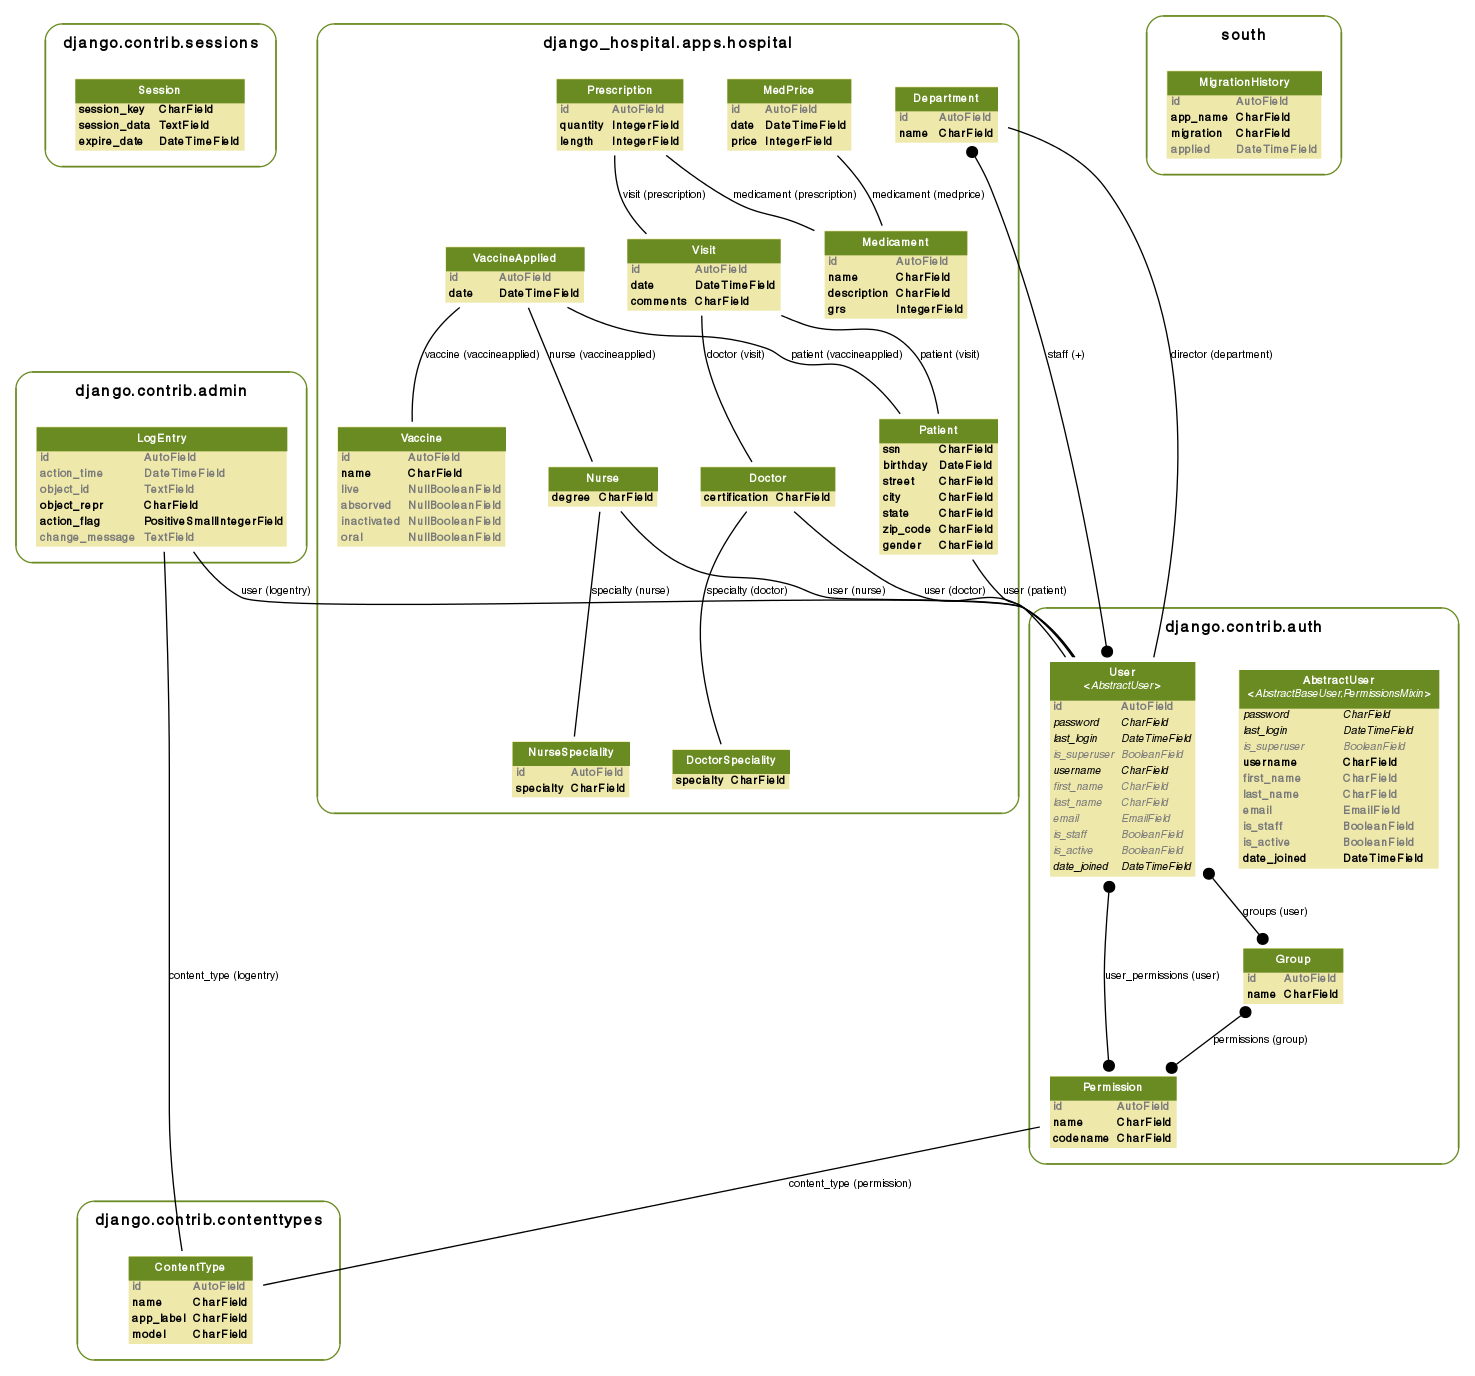 django.contrib.sessions
Session
session_key CharField
session_data TextField
expire_date DateTimeField
django_hospital.apps.hospital
Prescription
id AutoField
quantity IntegerField
length IntegerField
MedPrice
id AutoField
date DateTimeField
price IntegerField
Department
id AutoField
name CharField
south
MigrationHistory
id AutoField
app_name CharField
migration CharField
applied DateTimeField
visit (prescription)
medicament (prescription)
medicament (medprice)
VaccineApplied
id AutoField
date DateTimeField
Visit
id AutoField
date DateTimeField
comments CharField
Medicament
id AutoField
name CharField
description CharField
grs IntegerField
vaccine (vaccineapplied)
nurse (vaccineapplied)
doctor (visit)
patient (vaccineapplied)
patient (visit)
staff (+)
director (department)
django.contrib.admin
LogEntry
id AutoField
action_time DateTimeField
object_id TextField
object_repr CharField
action_flag PositiveSmallIntegerField
change_message TextField
Vaccine
id AutoField
name CharField
live NullBooleanField
absorved NullBooleanField
inactivated NullBooleanField
oral NullBooleanField
Nurse
degree CharField
Doctor
certification CharField
Patient
ssn CharField
birthday DateField
street CharField
city CharField
state CharField
zip_code CharField
gender CharField
user (logentry)
specialty (nurse)
specialty (doctor)
user (nurse)
user (doctor)
user (patient)
django.contrib.auth
User
<AbstractUser>
id AutoField
password CharField
last_login DateTimeField
is_superuser BooleanField
username CharField
first_name CharField
last_name CharField
email EmailField
is_staff BooleanField
is_active BooleanField
date_joined DateTimeField
AbstractUser
<AbstractBaseUser,PermissionsMixin>
password CharField
last_login DateTimeField
is_superuser BooleanField
username CharField
first_name CharField
last_name CharField
email EmailField
is_staff BooleanField
is_active BooleanField
date_joined DateTimeField
NurseSpeciality
id AutoField
specialty CharField
DoctorSpeciality
specialty CharField
groups (user)
Group
id AutoField
name CharField
content_type (logentry)
user_permissions (user)
permissions (group)
Permission
id AutoField
name CharField
codename CharField
content_type (permission)
django.contrib.contenttypes
ContentType
id AutoField
name CharField
app_label CharField
model CharField